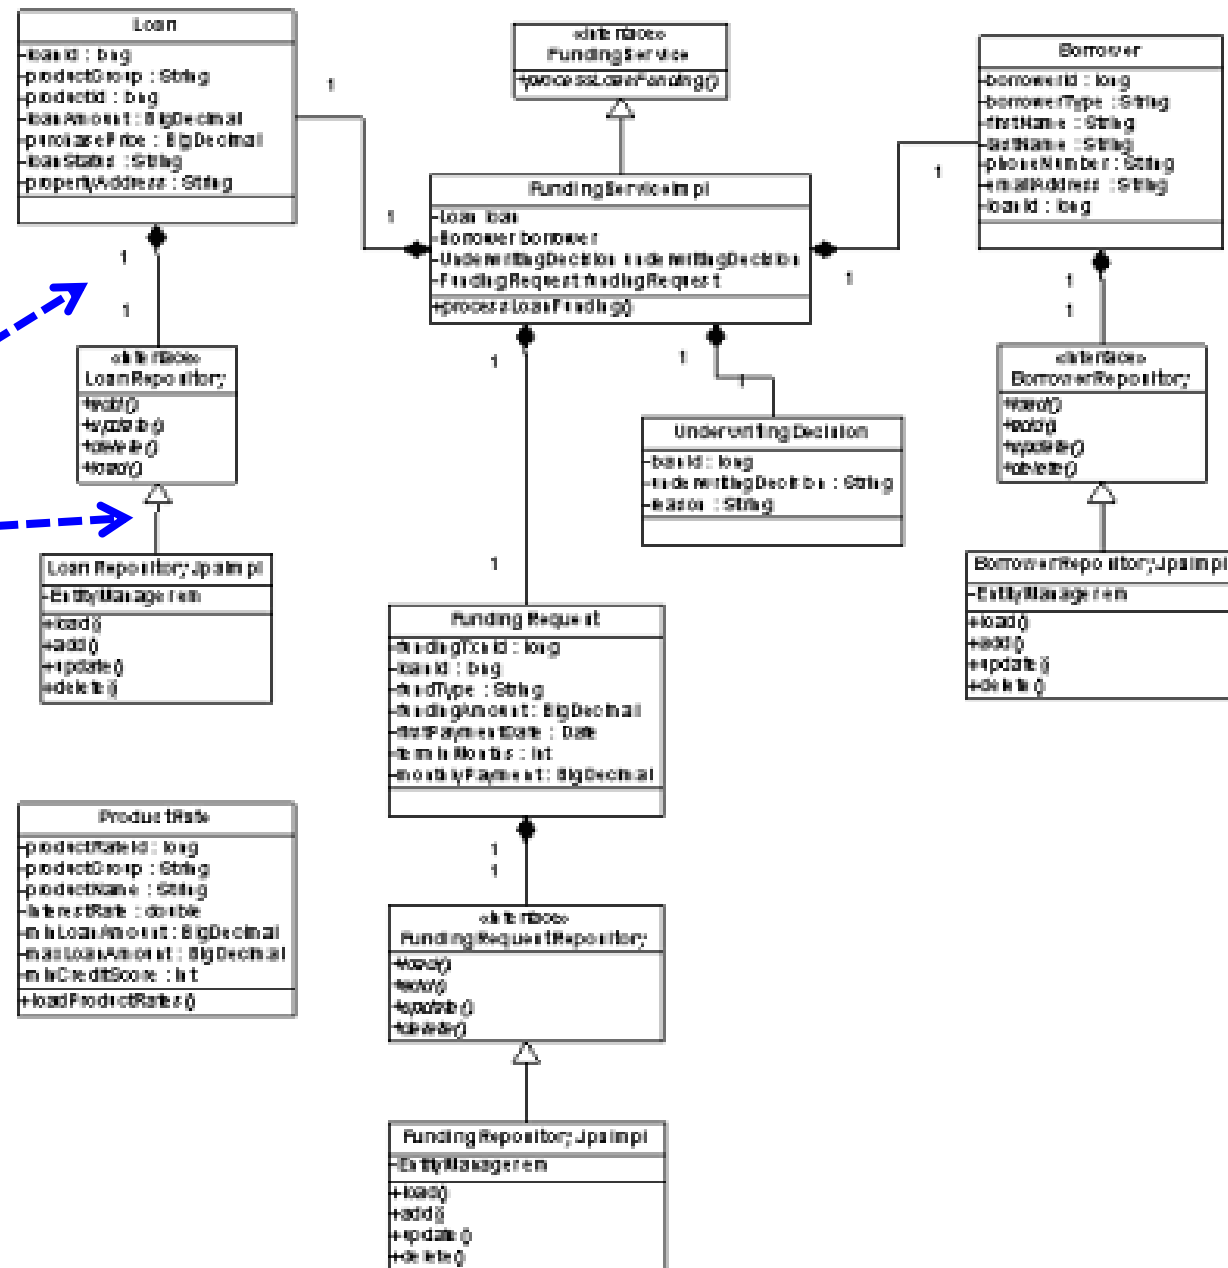 Loan
-loanId : long
-productGroup : String
-productId : long
-loanAmount : BigDecimal
-purchasePrice : BigDecimal
-loanStatus : String
-propertyAddress : String
«interface»
FundingService
+processLoanFunding()
Borrower
-borrowerId : long
-borrowerType : String
-firstName : String
-lastName : String
-phoneNumber : String
-emailAddress : String
-loanId : long
FundingServiceImpl
-Loan loan
-Borrower borrower
-UnderwritingDecision underwritingDecision
-FundingRequest fundingRequest
+processLoanFunding()
1
1
1
1
1
1
1
1
1
1
1
1
«interface»
LoanRepository
+add()
+update()
+delete()
+load()
UnderwritingDecision
-loanId : long
-underwritingDecision : String
-reason : String
«interface»
BorrowerRepository
+load()
+add()
+update()
+delete()
LoanRepositoryJpaImpl
-EntityManager em
+load()
+add()
+update()
+delete()
BorrowerRepositoryJpaImpl
-EntityManager em
+load()
+add()
+update()
+delete()
Funding Request
-fundingTxnId : long
-loanId : long
-fundType : String
-fundingAmount : BigDecimal
-firstPaymentDate : Date
-termInMonths : int
-monthlyPayment : BigDecimal
ProductRate
-productRateId : long
-productGroup : String
-productName : String
-interestRate : double
-minLoanAmount : BigDecimal
-maxLoanAmount : BigDecimal
-minCreditScore : int
+loadProductRates()
1
1
«interface»
FundingRequestRepository
+load()
+add()
+update()
+delete()
FundingRepositoryJpaImpl
-EntityManager em
+load()
+add()
+update()
+delete()